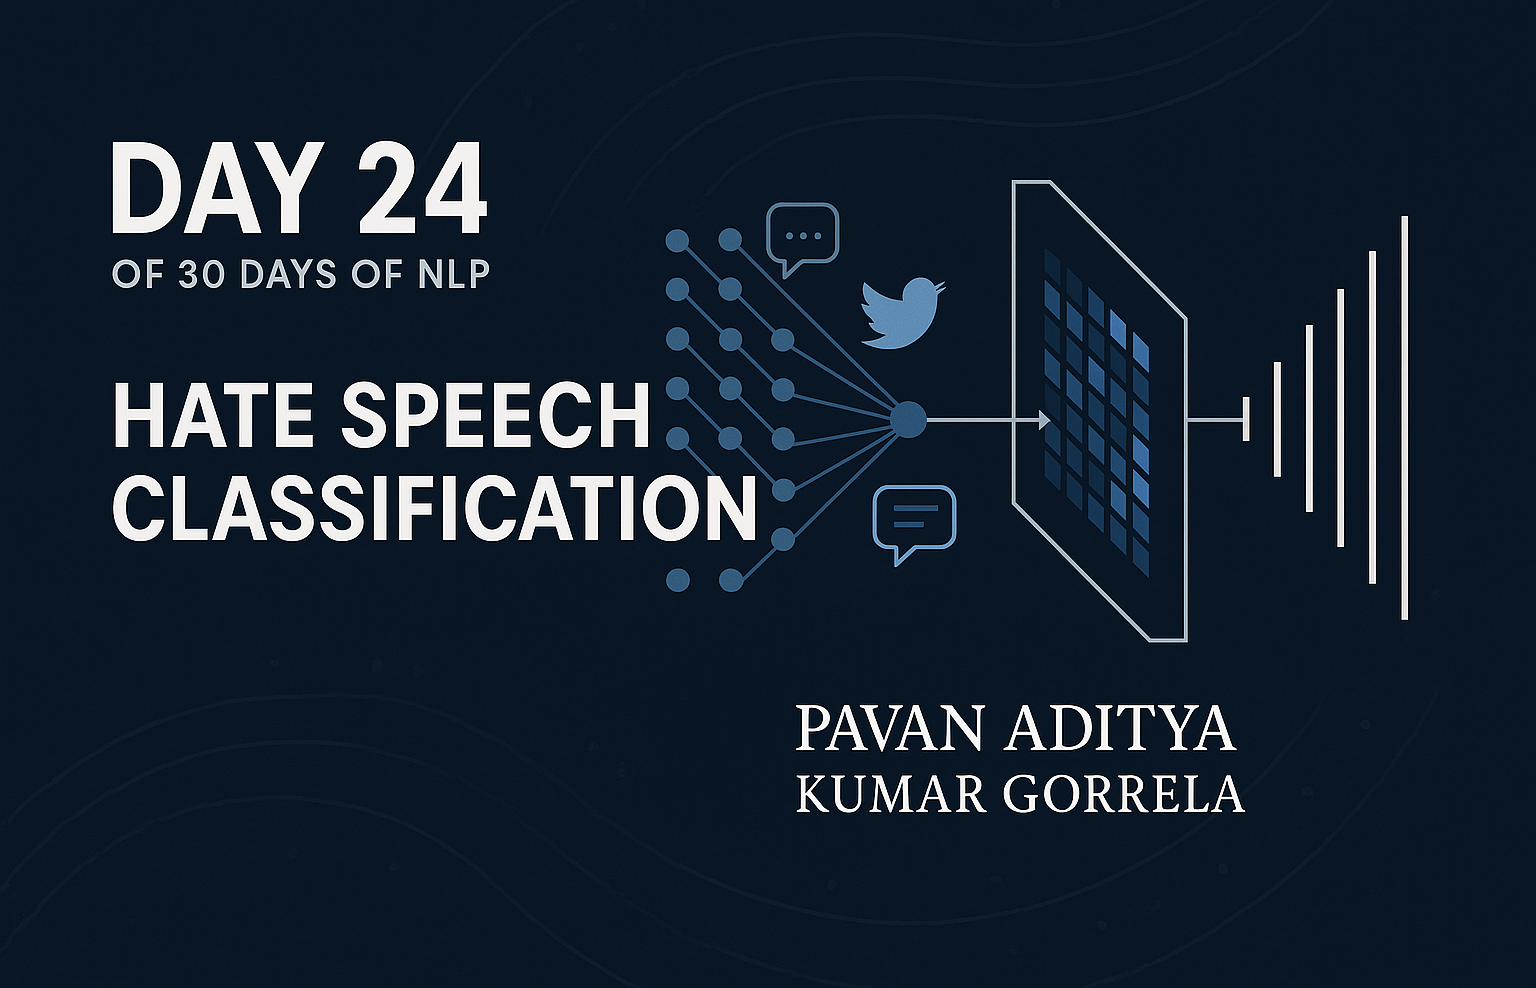 DAY 24
OF 30 DAYS OF NLP
HATE SPEECH
CLASSIFICATION
PAVAN ADITYA
KUMAR GORRELA